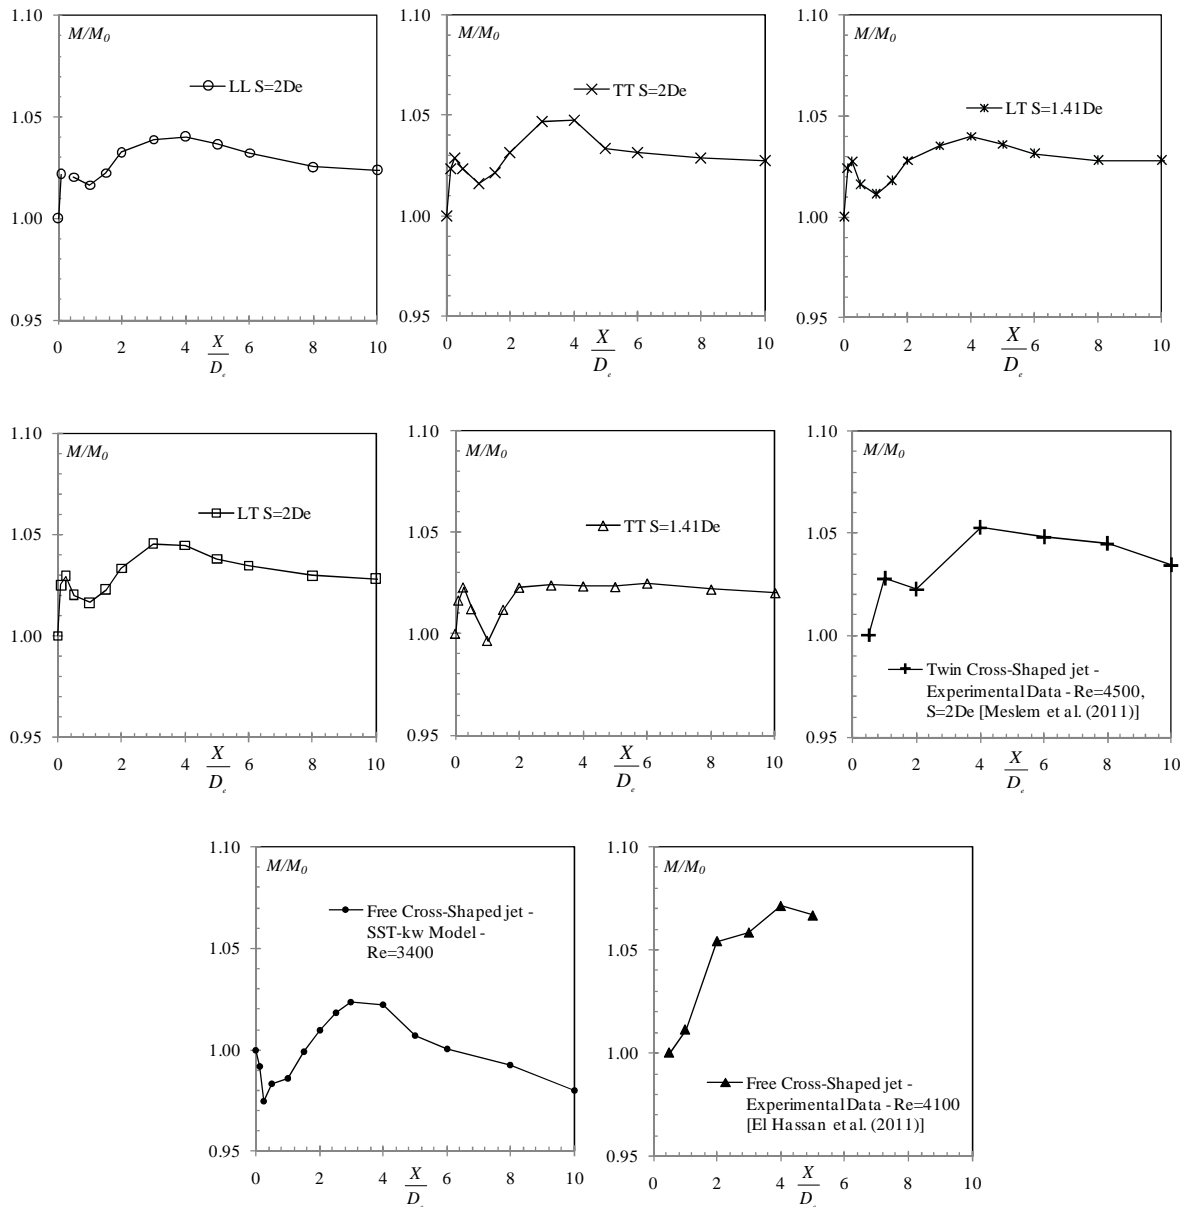 M/M0
LL S=2De
1.10
1.05
1.00
0.95
0 2 4 6 8 10
X
De
M/M0
TT S=2De
1.10
1.05
1.00
0.95
0 2 4 6 8 10
X
De
M/M0
LT S=1.41De
1.10
1.05
1.00
0.95
0 2 4 6 8 10
X
De
M/M0
LT S=2De
1.10
1.05
1.00
0.95
0 2 4 6 8 10
X
De
M/M0
TT S=1.41De
1.10
1.05
1.00
0.95
0 2 4 6 8 10
X
De
M/M0
1.10
1.05
1.00
0.95
Twin Cross-Shaped jet -
Experimental Data - Re=4500,
S=2De [Meslem et al. (2011)]
0 2 4 6 8 10
X
De
M/M0
Free Cross-Shaped jet -
SST-kw Model -
Re=3400
1.10
1.05
1.00
0.95
0 2 4 6 8 10
X
De
M/M0
1.10
1.05
1.00
0.95
Free Cross-Shaped jet -
Experimental Data - Re=4100
[El Hassan et al. (2011)]
0 2 4 6 8 10
X
De